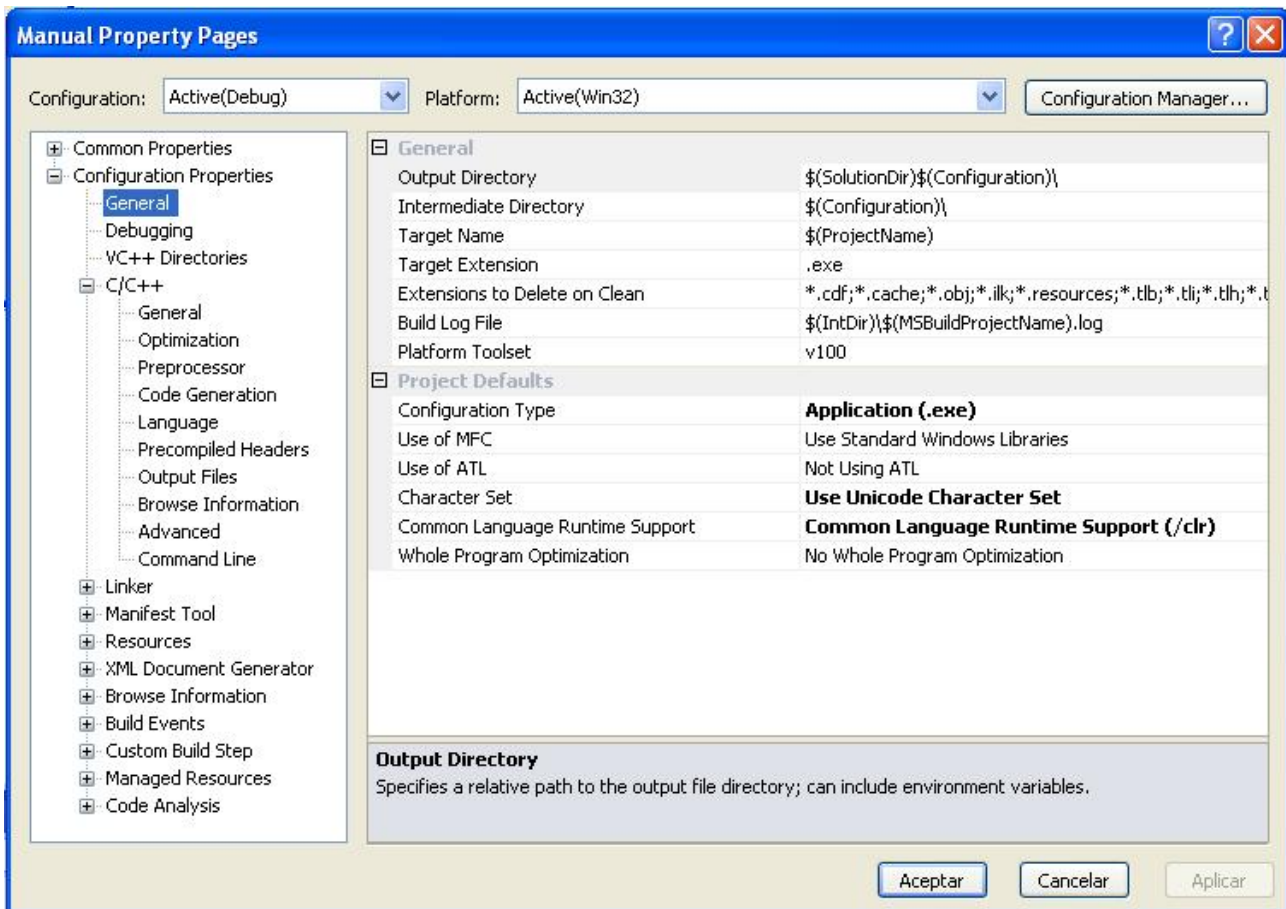 Manual Property Pages
Configuration: Active(Debug) Platform: Active(Win32) Configuration Manager...
Common Properties
Configuration Properties
General
Debugging
VC++ Directories
C/C++
General
Optimization
Preprocessor
Code Generation
Language
Precompiled Headers
Output Files
Browse Information
Advanced
Command Line
Linker
Manifest Tool
Resources
XML Document Generator
Browse Information
Build Events
Custom Build Step
Managed Resources
Code Analysis
General
Output Directory $(SolutionDir)$(Configuration)\
Intermediate Directory $(Configuration)\
Target Name $(ProjectName)
Target Extension .exe
Extensions to Delete on Clean *.cdf;*.cache;*.obj;*.ilk;*.resources;*.tlb;*.tli;*.tlh;*.t
Build Log File $(IntDir)\$(MSBuildProjectName).log
Platform Toolset v100
Project Defaults
Configuration Type Application (.exe)
Use of MFC Use Standard Windows Libraries
Use of ATL Not Using ATL
Character Set Use Unicode Character Set
Common Language Runtime Support Common Language Runtime Support (/clr)
Whole Program Optimization No Whole Program Optimization
Output Directory
Specifies a relative path to the output file directory; can include environment variables.
Aceptar Cancelar Aplicar